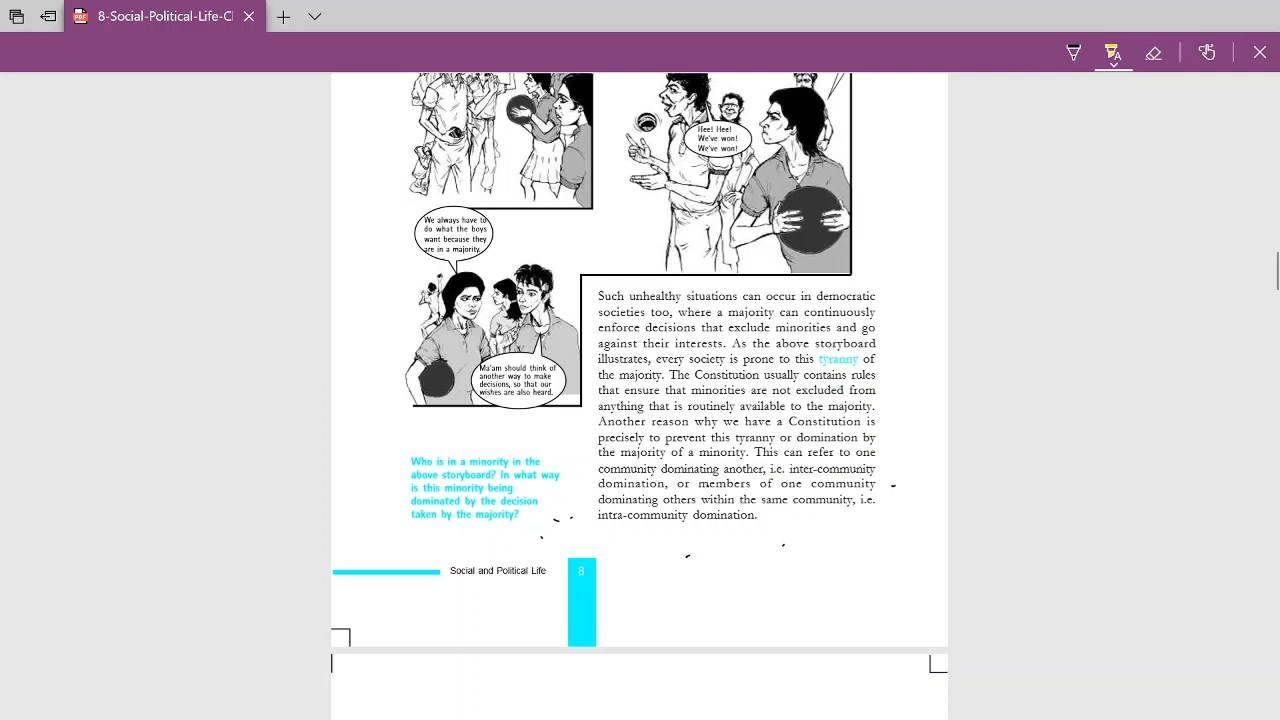 8-Social-Political-Life-Cl
PDF
Hee! Hee!
We've won!
We've won!
We always have to
do what the boys
want because they
are in a majority.
Ma'am should think of
another way to make
decisions, so that our
wishes are also heard.
Such unhealthy situations can occur in democratic
societies too, where a majority can continuously
enforce decisions that exclude minorities and go
against their interests. As the above storyboard
illustrates, every society is prone to this tyranny of
the majority. The Constitution usually contains rules
that ensure that minorities are not excluded from
anything that is routinely available to the majority.
Another reason why we have a Constitution is
precisely to prevent this tyranny or domination by
the majority of a minority. This can refer to one
community dominating another, i.e. inter-community
domination, or members of one community
dominating others within the same community, i.e.
intra-community domination.
Who is in a minority in the
above storyboard? In what way
is this minority being
dominated by the decision
taken by the majority?
Social and Political Life
8